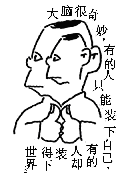 大脑很奇
妙,有的人只能装下自己,
有的
人却
装
得下
世界